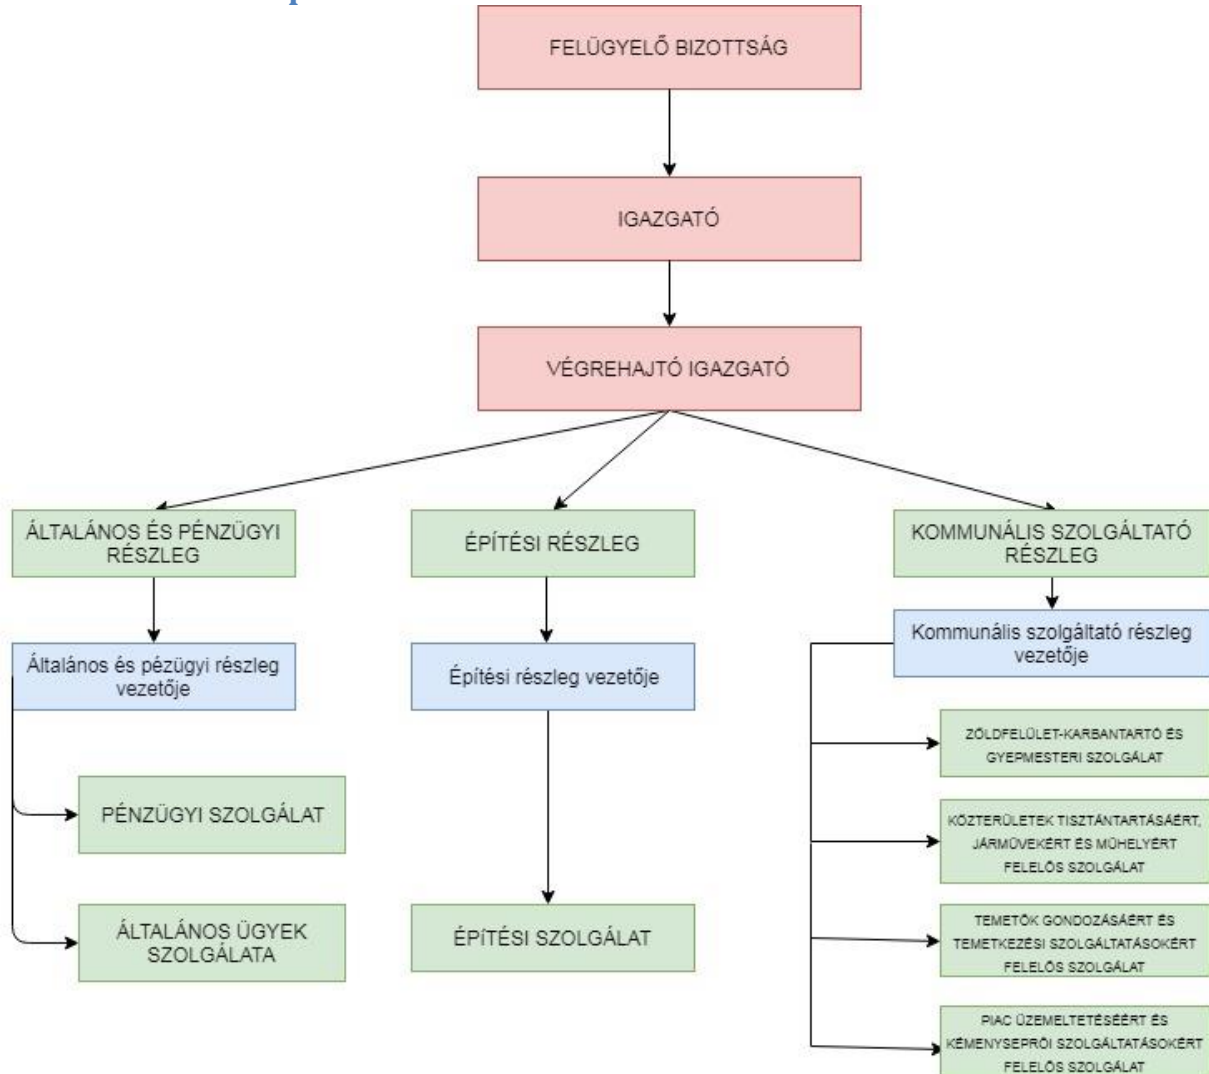 FELÜGYELŐ BIZOTTSÁG
IGAZGATÓ
VÉGREHAJTÓ IGAZGATÓ
ÁLTALÁNOS ÉS PÉNZÜGYI
RÉSZLEG
ÉPÍTÉSI RÉSZLEG
KOMMUNÁLIS SZOLGÁLTATÓ
RÉSZLEG
Általános és pézügyi részleg
vezetője
Építési részleg vezetője
Kommunális szolgáltató részleg
vezetője
PÉNZÜGYI SZOLGÁLAT
ÁLTALÁNOS ÜGYEK
SZOLGÁLATA
ÉPÍTÉSI SZOLGÁLAT
ZÖLDFELÜLET-KARBANTARTÓ ÉS
GYEPMESTERI SZOLGÁLAT
KÖZTERÜLETEK TISZTÁNTARTÁSÁÉRT,
JÁRMŰVEKÉRT ÉS MŰHELYÉRT
FELELŐS SZOLGÁLAT
TEMETŐK GONDOZÁSÁÉRT ÉS
TEMETKEZÉSI SZOLGÁLTATÁSOKÉRT
FELELŐS SZOLGÁLAT
PIAC ÜZEMELTETÉSÉÉRT ÉS
KÉMÉNYSEPRŐI SZOLGÁLTATÁSOKÉRT
FELELŐS SZOLGÁLAT